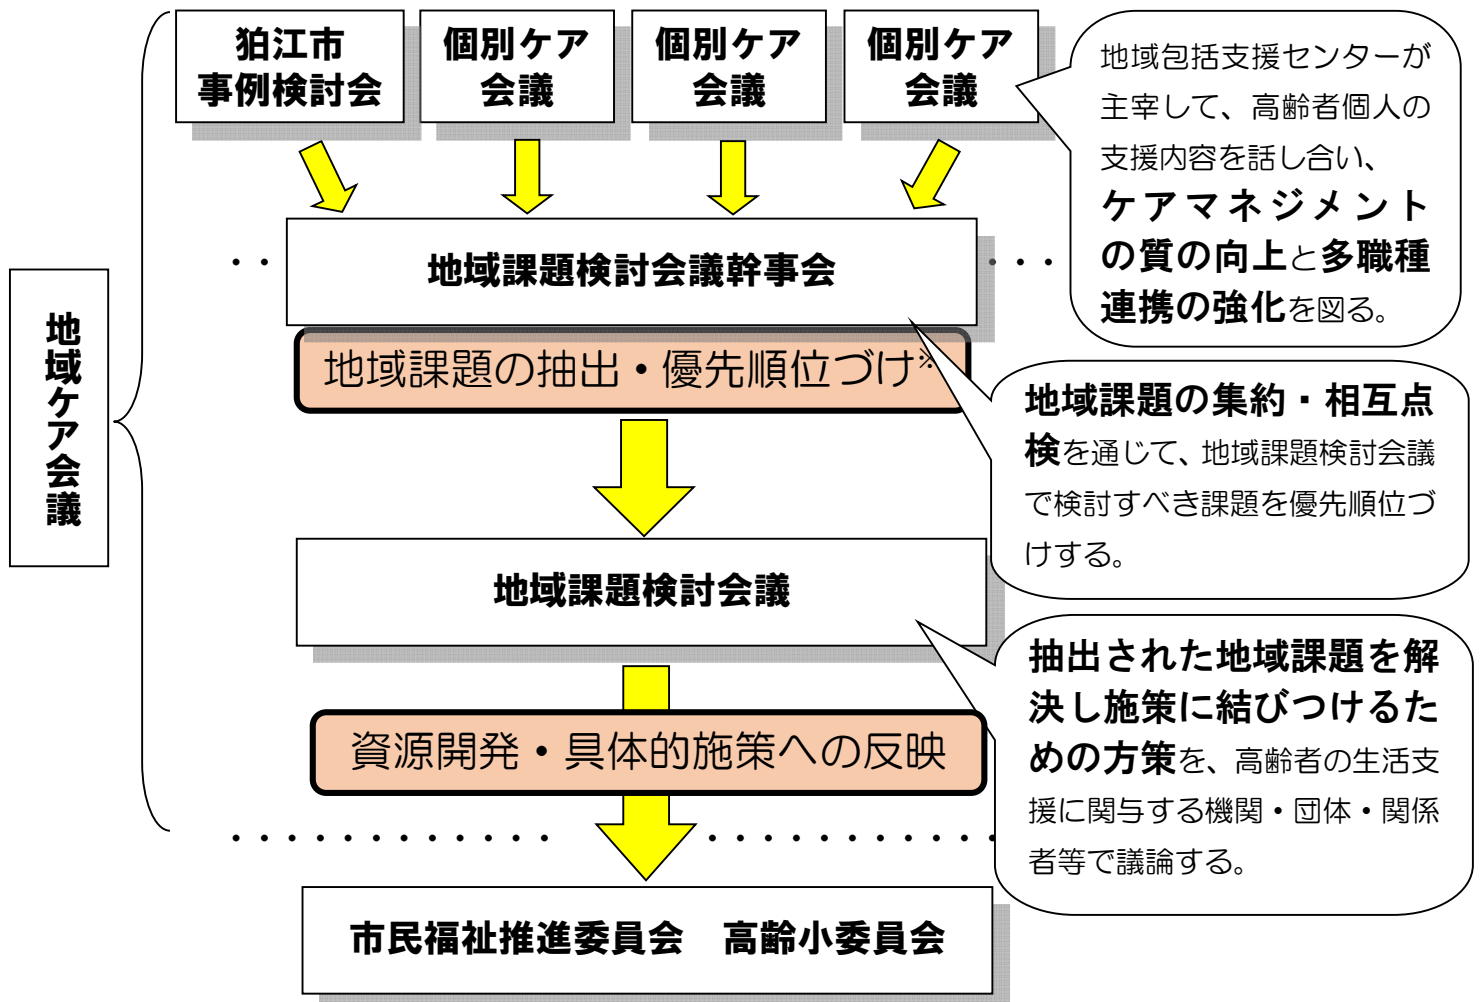 狛江市
事例検討会
個別ケア
会議
個別ケア
会議
個別ケア
会議
地域包括支援センターが
主宰して、高齢者個人の
支援内容を話し合い、
ケアマネジメント
の質の向上と多職種
連携の強化を図る。
地域課題検討会議幹事会
地域課題の抽出・優先順位づけ※
地域ケア会議
地域課題の集約・相互点
検を通じて、地域課題検討会議
で検討すべき課題を優先順位づ
けする。
地域課題検討会議
抽出された地域課題を解
決し施策に結びつけるた
めの方策を、高齢者の生活支
援に関与する機関・団体・関係
者等で議論する。
資源開発・具体的施策への反映
市民福祉推進委員会　高齢小委員会